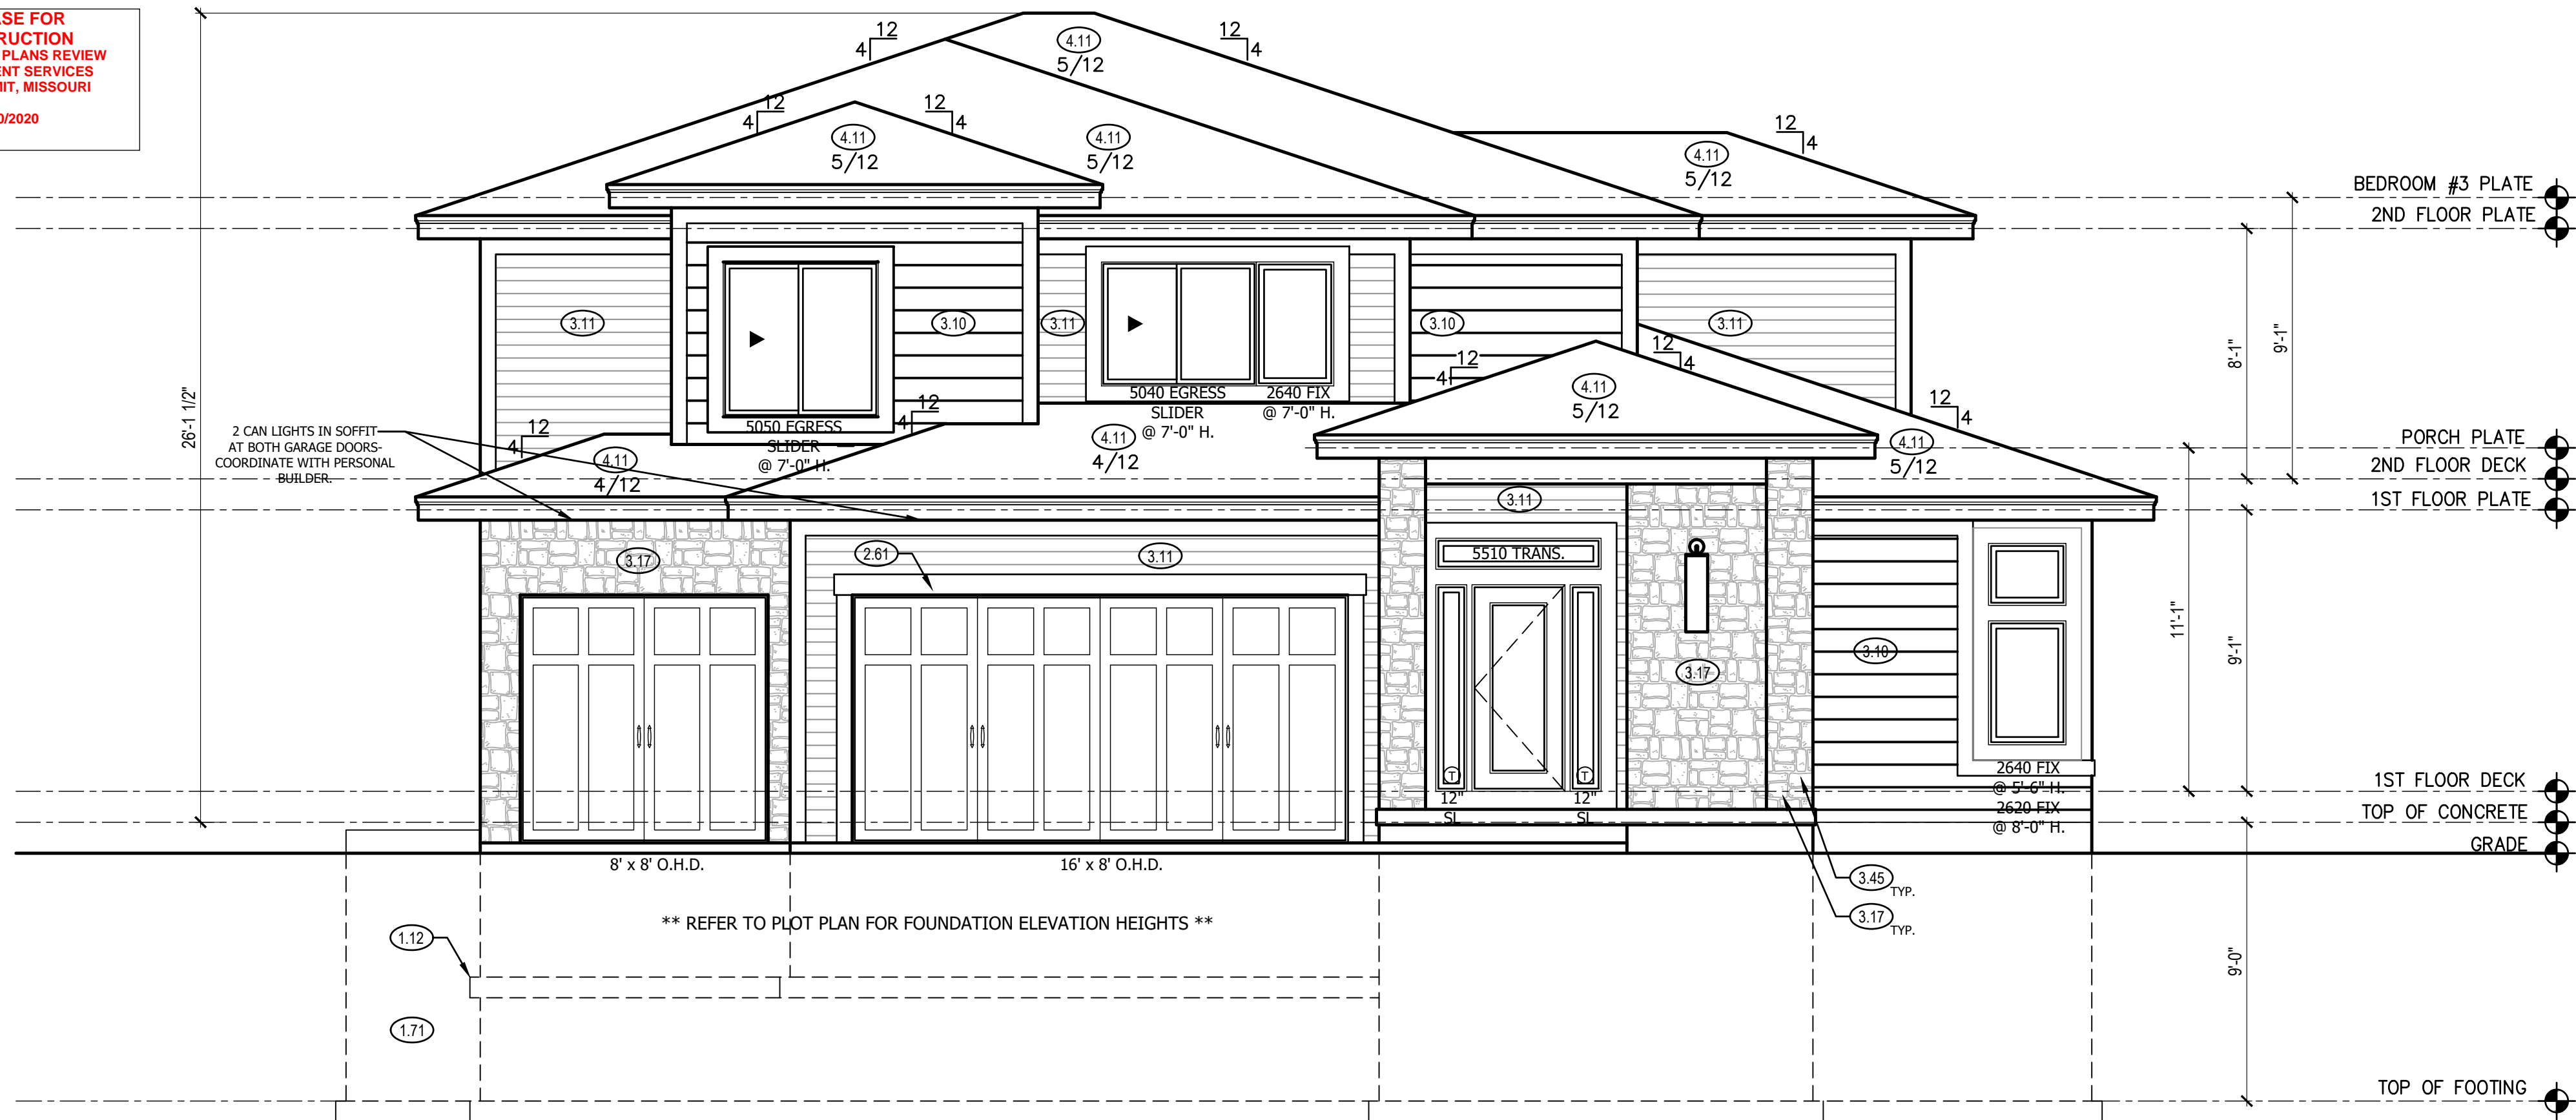 ASE FOR
RUCTION
PLANS REVIEW
ENT SERVICES
MIT, MISSOURI
0/2020
12
4
4.11
5/12
12
4
12
4
4.11
5/12
12
4
4.11
5/12
12
4
4.11
5/12
BEDROOM #3 PLATE
2ND FLOOR PLATE
3.11
3.10
3.11
3.10
3.11
5040 EGRESS
SLIDER
@ 7'-0" H.
2640 FIX
@ 7'-0" H.
12
4
12
4
4.11
5/12
8'-1"
9'-1"
26'-1 1/2"
2 CAN LIGHTS IN SOFFIT
AT BOTH GARAGE DOORS-
COORDINATE WITH PERSONAL
BUILDER.
12
4
4.11
4/12
5050 EGRESS
SLIDER
@ 7'-0" H.
12
4
4.11
4/12
12
4
4.11
5/12
PORCH PLATE
2ND FLOOR DECK
1ST FLOOR PLATE
3.17
2.61
3.11
3.11
5510 TRANS.
3.17
3.10
11'-1"
9'-1"
T
T
12"
SL
12"
SL
2640 FIX
@ 5'-6" H.
2620 FIX
@ 8'-0" H.
1ST FLOOR DECK
TOP OF CONCRETE
GRADE
8' x 8' O.H.D.
16' x 8' O.H.D.
3.45 TYP.
3.17 TYP.
** REFER TO PLOT PLAN FOR FOUNDATION ELEVATION HEIGHTS **
1.12
1.71
9'-0"
TOP OF FOOTING